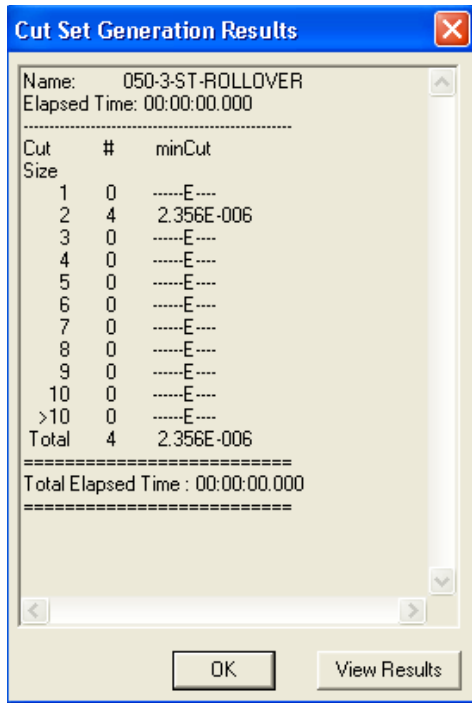 Cut Set Generation Results
Name: 050-3-ST-ROLLOVER
Elapsed Time: 00:00:00.000
--------------------------------------------------
Cut # minCut
Size
1 0 -----E----
2 4 2.356E-006
3 0 -----E----
4 0 -----E----
5 0 -----E----
6 0 -----E----
7 0 -----E----
8 0 -----E----
9 0 -----E----
10 0 -----E----
>10 0 -----E----
Total 4 2.356E-006
==========================
Total Elapsed Time : 00:00:00.000
==========================
OK View Results